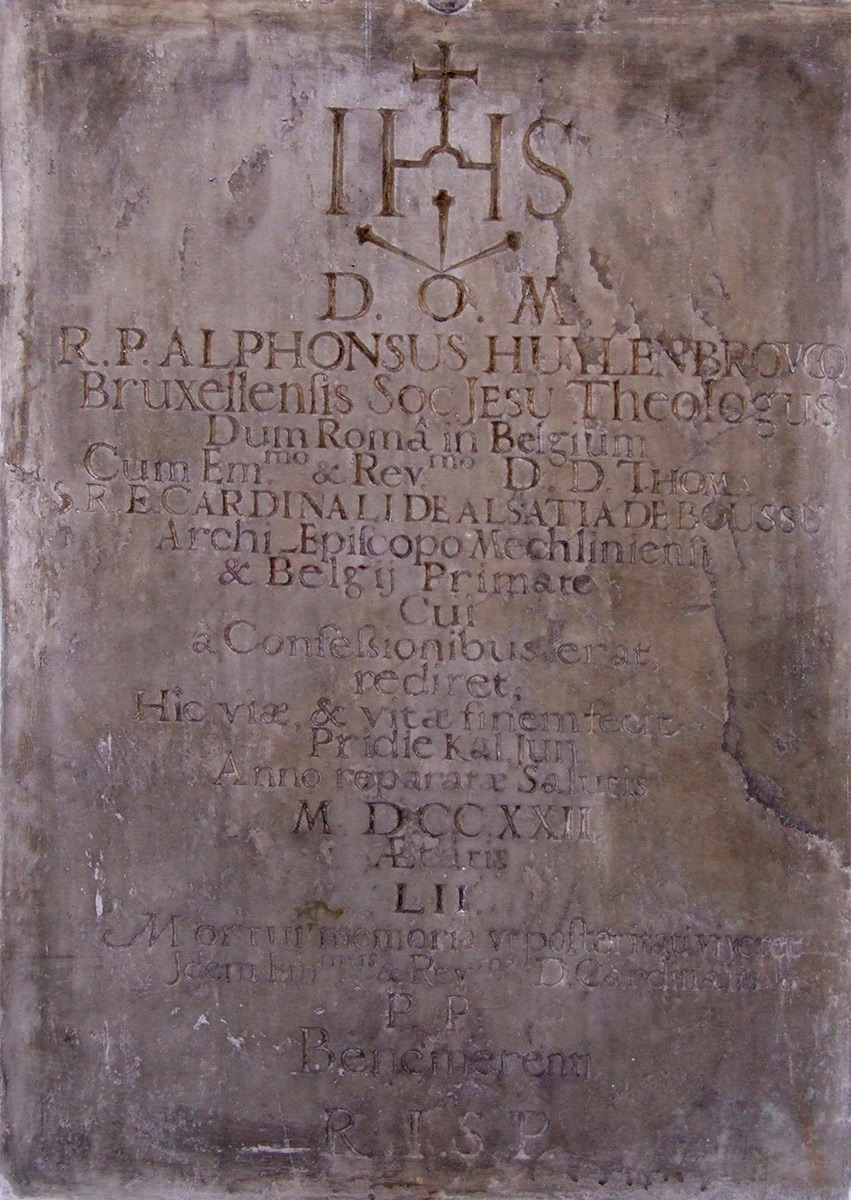 IHS
D. O. M
R. P. ALPHONSUS HUYLENBROUCQ
Bruxellenſis Soc JESU Theologus
Dum Româ in Belgium
Cum Em.mo & Rev.mo D. D. THOMA
S. R. E. CARDINALI DE ALSATIA DE BOUSSU
Archi-Epiſcopo Mechlinienſi
& Belgij Primate
Cui
à Confeſsionibus erat,
rediret,
Hic viæ, & vitæ finem fecit
Pridie Kal Jun
Anno reparatæ Salutis
M. DCC.XXII.
Ætatis
LII.
Mortui memoria ut poſteritati viveret
Idem Em.mus & Rev.mus D. Cardinalis
P P
Benemerenti
R. I. S P.